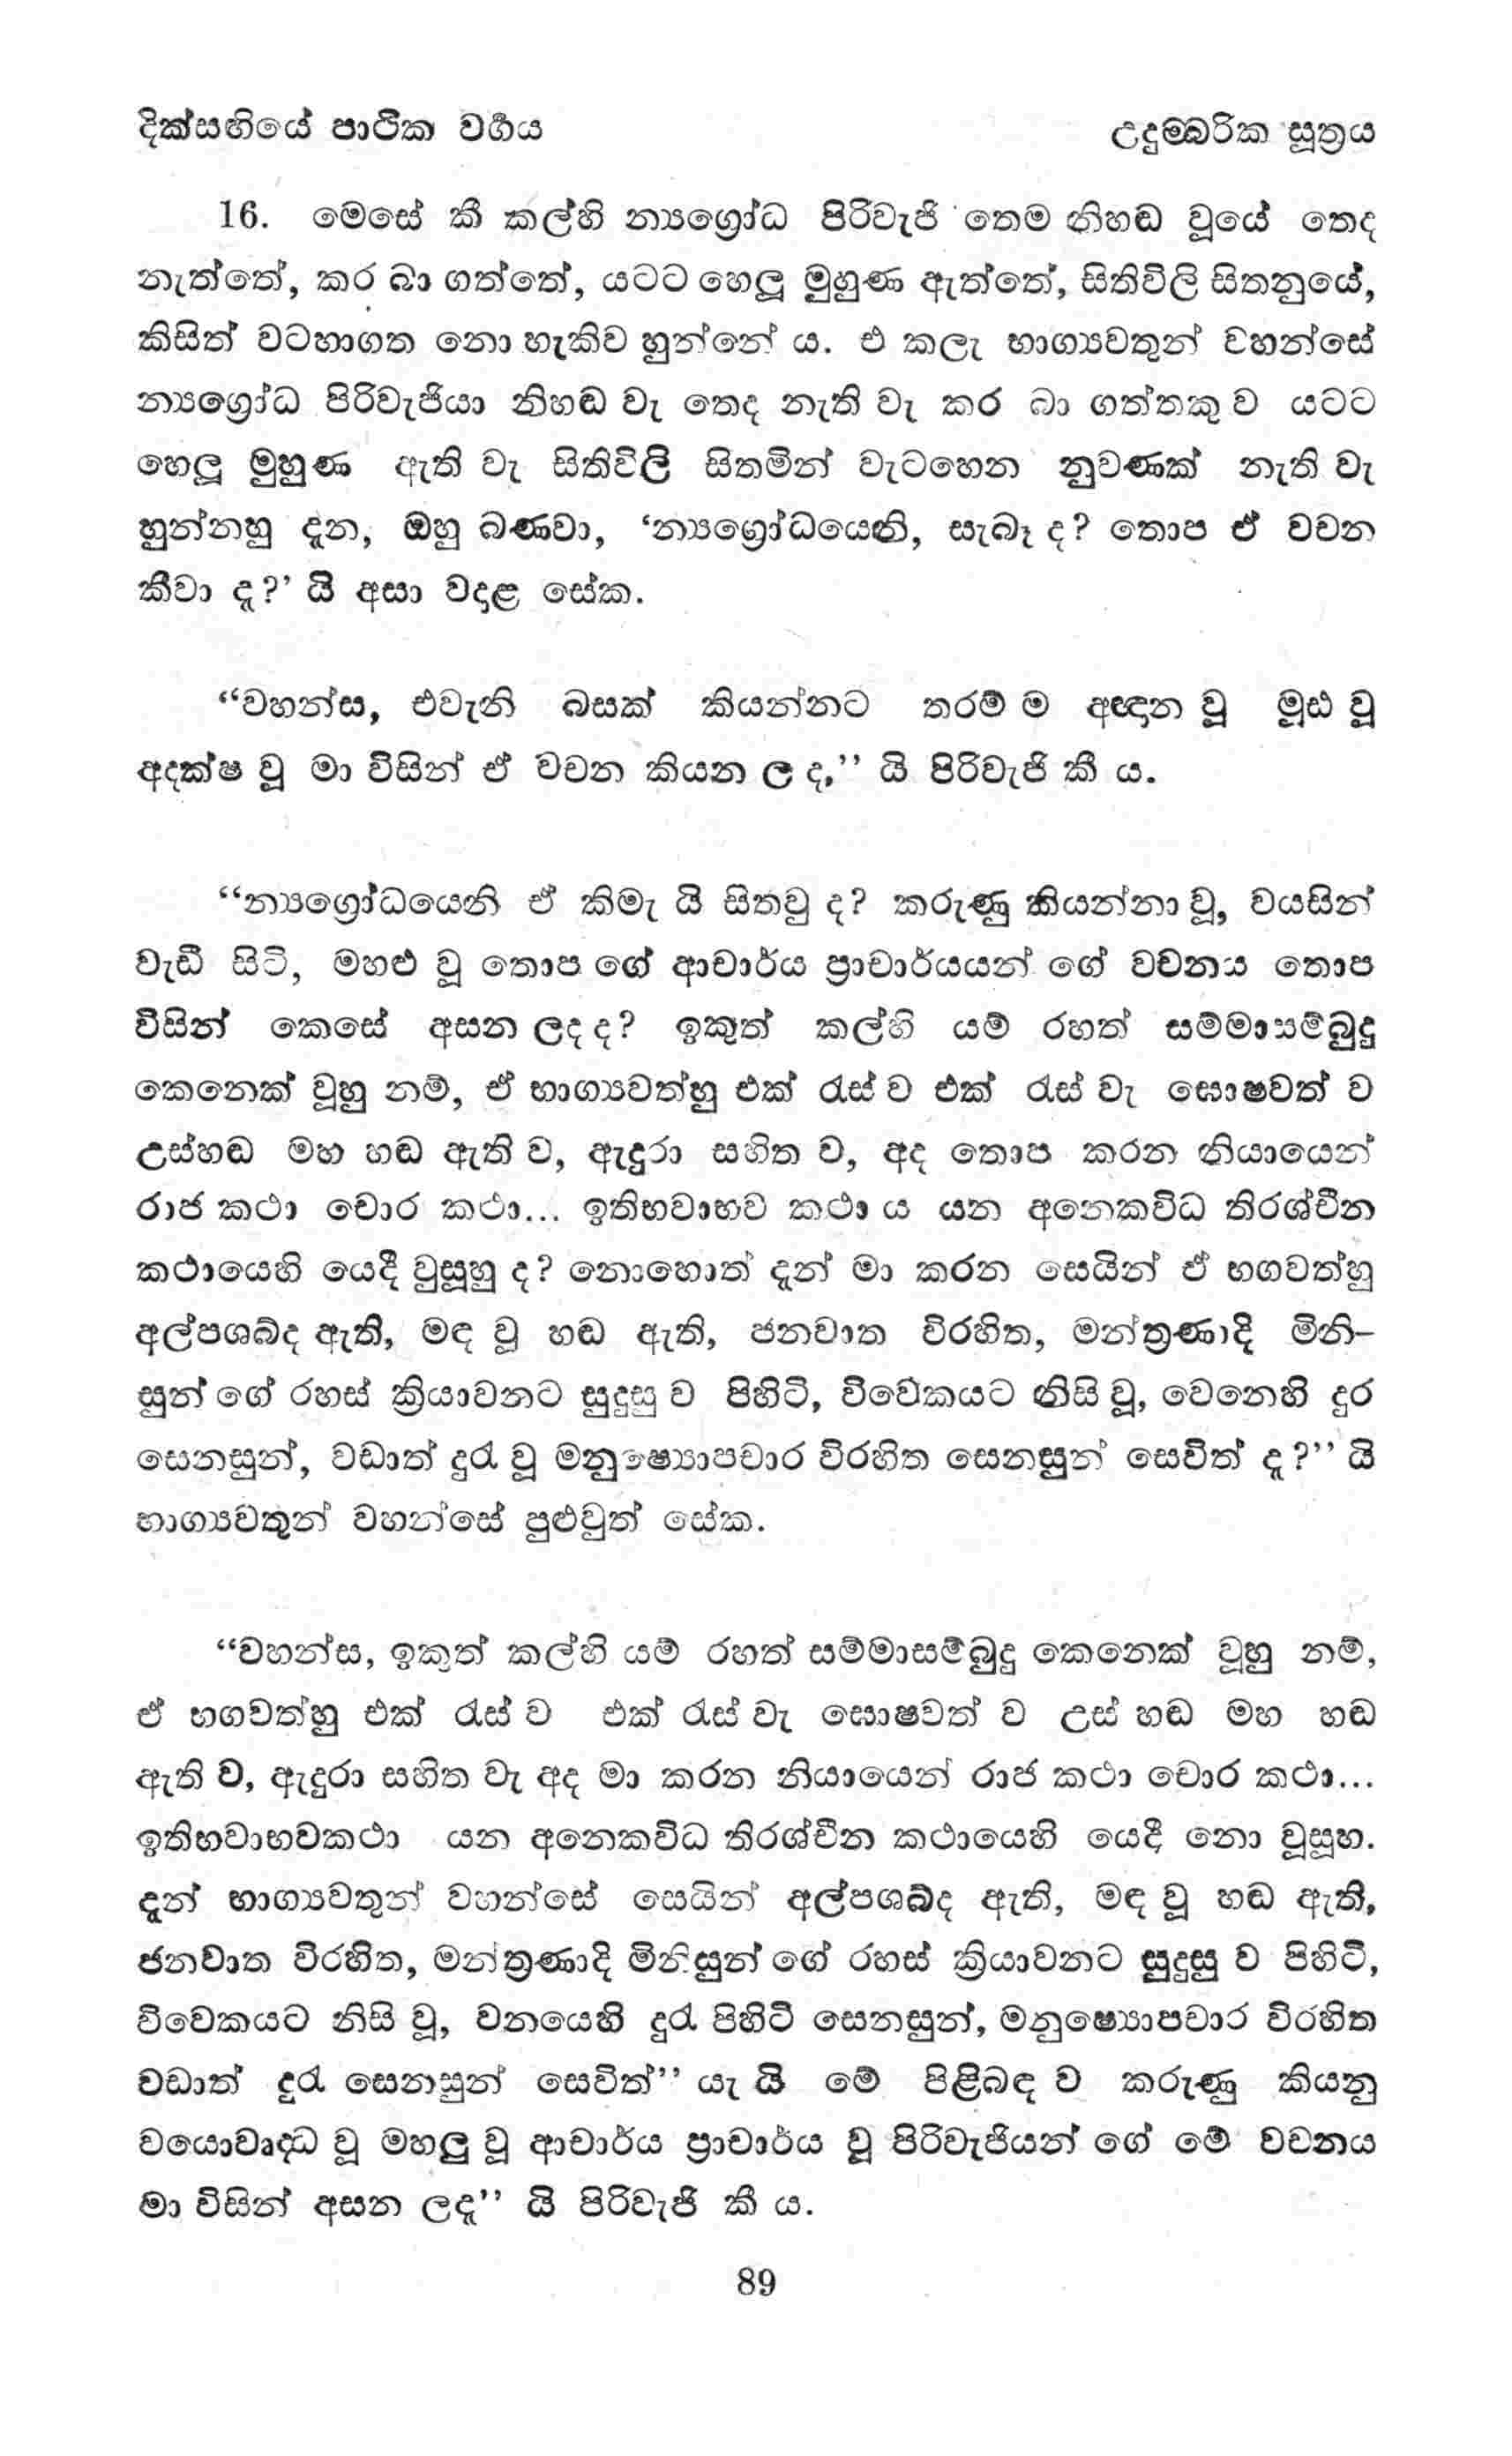 දික්සඟියේ පාථික වර්‍ගය
උදුම්බරික සූත්‍රය
16. මෙසේ කී කල්හි න්‍යග්‍රෝධ පිරිවැජි තෙම නිහඬ වූයේ තෙද
නැත්තේ, කර බා ගත්තේ, යටට හෙලූ මුහුණ ඇත්තේ, සිතිවිලි සිතනුයේ,
කිසිත් වටහාගත නො හැකිව හුන්නේ ය. එ කලැ භාග්‍යවතුන් වහන්සේ
න්‍යග්‍රෝධ පිරිවැජියා නිහඬ වැ තෙද නැති වැ කර බා ගත්තකු ව යටට
හෙලූ මුහුණ ඇති වැ සිතිවිලි සිතමින් වැටහෙන නුවණක් නැති වැ
හුන්නහු දැන, ඔහු බණවා, ‘න්‍යග්‍රෝධයෙනි, සැබෑ ද? තොප ඒ වචන
කීවා දැ?’ යි අසා වදාළ සේක.
“වහන්ස, එවැනි බසක් කියන්නට තරම් ම අඥාන වූ මූඪ වූ
අදක්ෂ වූ මා විසින් ඒ වචන කියන ල ද,” යි පිරිවැජි කී ය.
“න්‍යග්‍රෝධයෙනි ඒ කිමැ යි සිතවු ද? කරුණු කියන්නා වූ, වයසින්
වැඩී සිටි, මහළු වූ තොප ගේ ආචාර්ය ප්‍රාචාර්යයන් ගේ වචනය තොප
විසින් කෙසේ අසන ලද ද? ඉකුත් කල්හි යම් රහත් සම්මාසම්බුදු
කෙනෙක් වූහු නම්, ඒ භාග්‍යවත්හු එක් රැස් ව එක් රැස් වැ ඝොෂවත් ව
උස්හඬ මහ හඬ ඇති ව, ඇදුරා සහිත ව, අද තොප කරන නියායෙන්
රාජ කථා චොර කථා... ඉතිභවාභව කථා ය යන අනෙකවිධ තිරශ්චීන
කථායෙහි යෙදී වුසූහු ද? නොහොත් දැන් මා කරන සෙයින් ඒ භගවත්හු
අල්පශබ්ද ඇති, මඳ වූ හඬ ඇති, ජනවාත විරහිත, මන්ත්‍රණාදි මිනි-
සුන් ගේ රහස් ක්‍රියාවනට සුදුසු ව පිහිටි, විවේකයට නිසි වූ, වෙනෙහි දුර
සෙනසුන්, වඩාත් දුරැ වූ මනුෂ්‍යොපචාර විරහිත සෙනසුන් සෙවිත් දැ?” යි
භාග්‍යවතුන් වහන්සේ පුළුවුත් සේක.
“වහන්ස, ඉකුත් කල්හි යම් රහත් සම්මාසම්බුදු කෙනෙක් වූහු නම්,
ඒ භගවත්හු එක් රැස් ව එක් රැස් වැ ඝොෂවත් ව උස් හඬ මහ හඬ
ඇති ව, ඇදුරා සහිත වැ අද මා කරන නියායෙන් රාජ කථා චොර කථා...
ඉතිභවාභවකථා යන අනෙකවිධ තිරශ්චීන කථායෙහි යෙදී නො වූසූහ.
දැන් භාග්‍යවතුන් වහන්සේ සෙයින් අල්පශබ්ද ඇති, මඳ වූ හඬ ඇති,
ජනවාත විරහිත, මන්ත්‍රණාදි මිනිසුන් ගේ රහස් ක්‍රියාවනට සුදුසු ව පිහිටි,
විවෙකයට නිසි වූ, වනයෙහි දුරැ පිහිටි සෙනසුන්, මනුෂ්‍යොපචාර විරහිත
වඩාත් දුරැ සෙනසුන් සෙවිත්” යැ යි මේ පිළිබඳ ව කරුණු කියනු
වයොවෘද්ධ වූ මහලු වූ ආචාර්ය ප්‍රාචාර්ය වූ පිරිවැජියන් ගේ මේ වචනය
මා විසින් අසන ලදැ” යි පිරිවැජි කී ය.
89